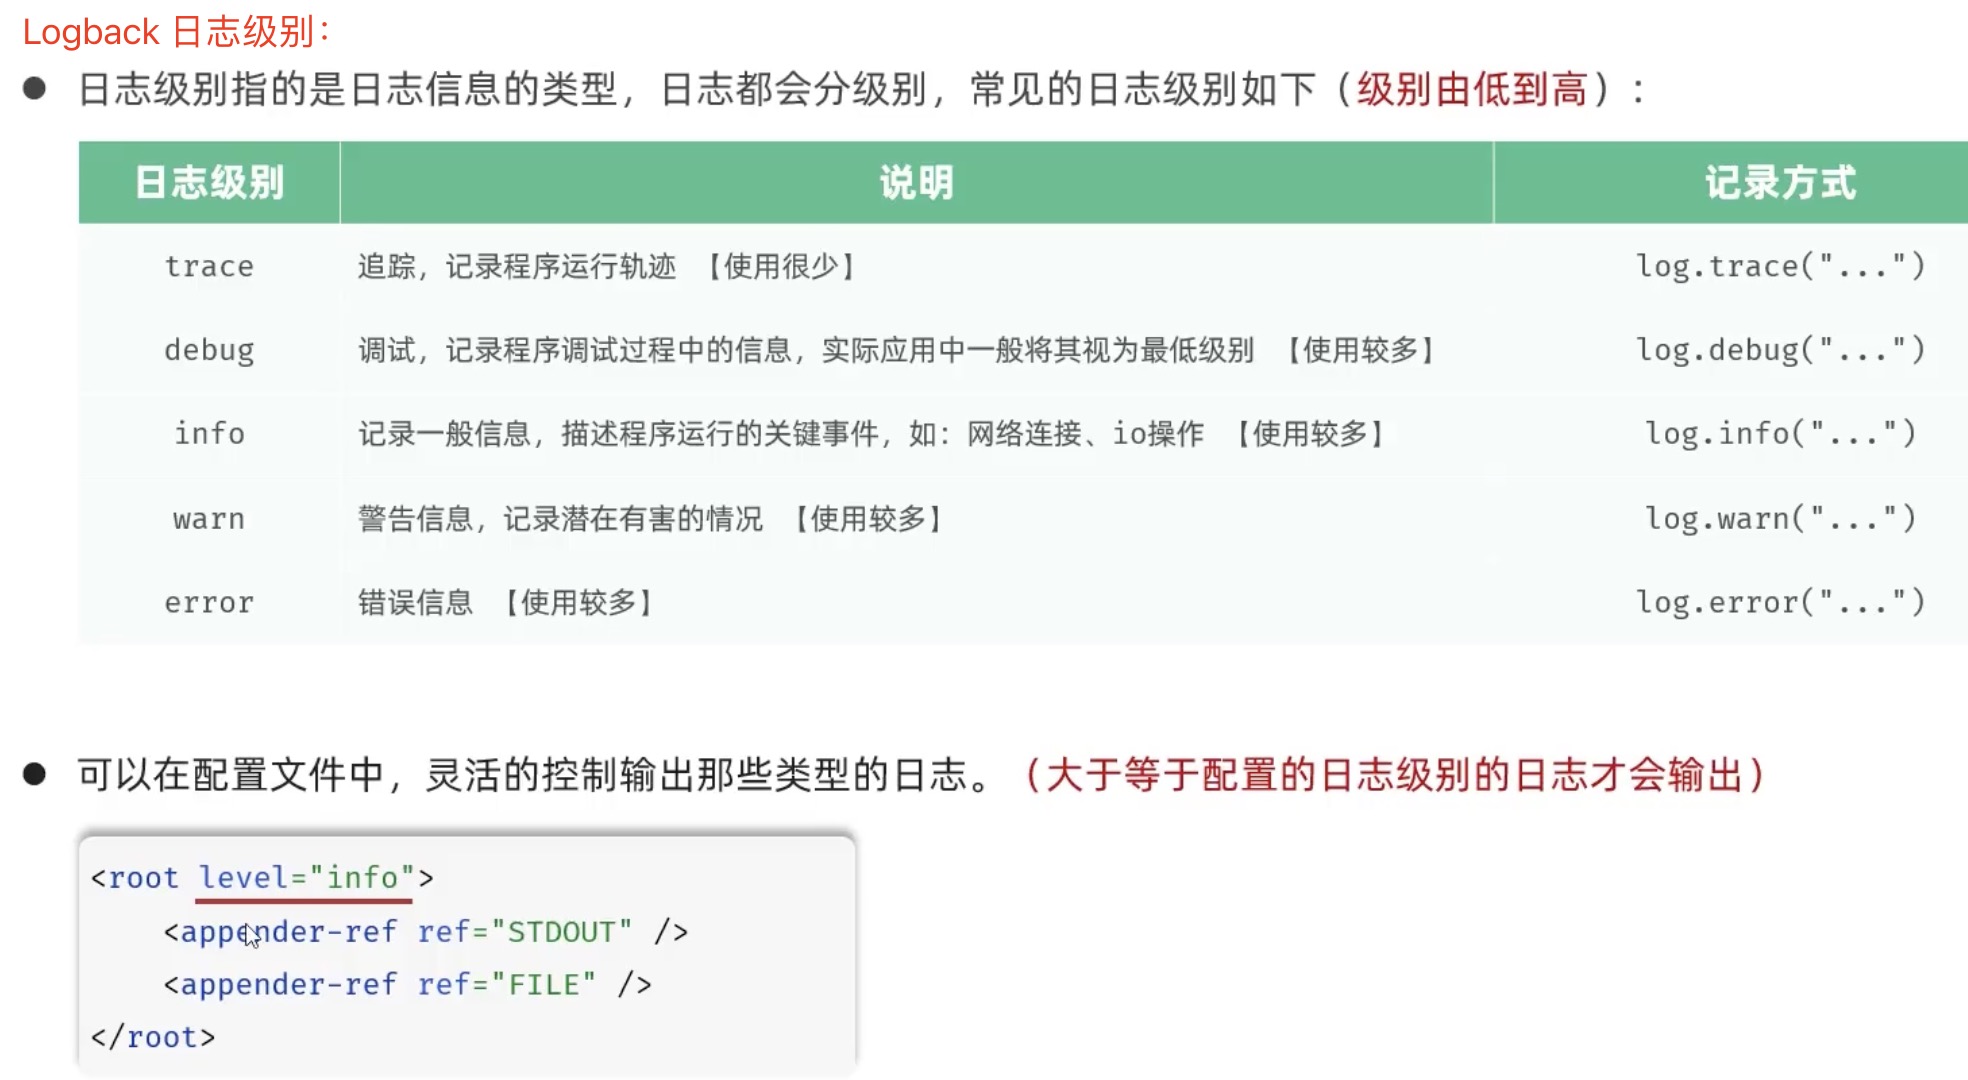 Logback 日志级别：
● 日志级别指的是日志信息的类型，日志都会分级别，常见的日志级别如下（级别由低到高）：
日志级别 说明 记录方式
trace 追踪，记录程序运行轨迹 【使用很少】 log.trace("...")
debug 调试，记录程序调试过程中的信息，实际应用中一般将其视为最低级别 【使用较多】 log.debug("...")
info 记录一般信息，描述程序运行的关键事件，如：网络连接、io操作 【使用较多】 log.info("...")
warn 警告信息，记录潜在有害的情况 【使用较多】 log.warn("...")
error 错误信息 【使用较多】 log.error("...")
● 可以在配置文件中，灵活的控制输出那些类型的日志。（大于等于配置的日志级别的日志才会输出）
<root level="info">
    <appender-ref ref="STDOUT" />
    <appender-ref ref="FILE" />
</root>